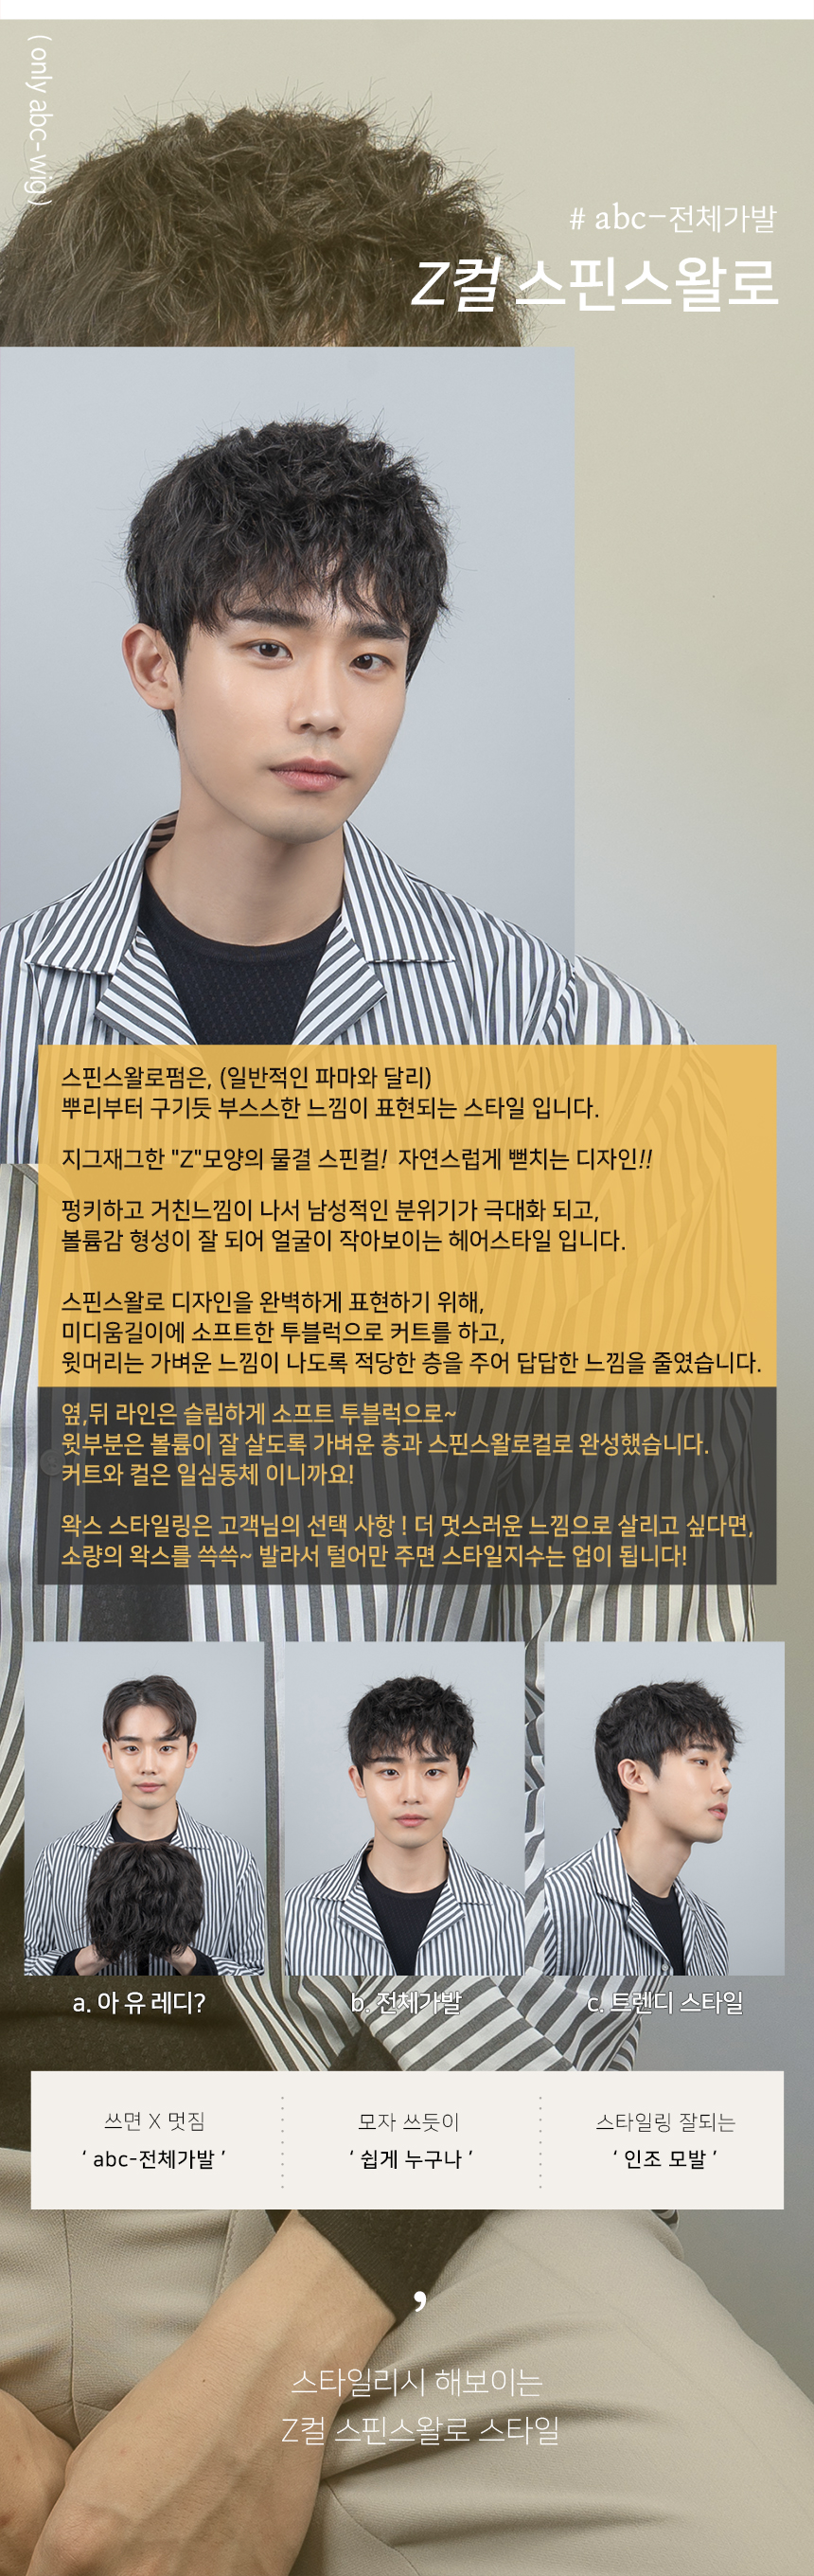 ( only abc-wig )
# abc-전체가발
Z컬 스핀스왈로
스핀스왈로펌은, (일반적인 파마와 달리)
뿌리부터 구기듯 부스스한 느낌이 표현되는 스타일 입니다.
지그재그한 "Z"모양의 물결 스핀컬! 자연스럽게 뻗치는 디자인!!
펑키하고 거친느낌이 나서 남성적인 분위기가 극대화 되고,
볼륨감 형성이 잘 되어 얼굴이 작아보이는 헤어스타일 입니다.
스핀스왈로 디자인을 완벽하게 표현하기 위해,
미디움길이에 소프트한 투블럭으로 커트를 하고,
윗머리는 가벼운 느낌이 나도록 적당한 층을 주어 답답한 느낌을 줄였습니다.
옆,뒤 라인은 슬림하게 소프트 투블럭으로~
윗부분은 볼륨이 잘 살도록 가벼운 층과 스핀스왈로컬로 완성했습니다.
커트와 컬은 일심동체 이니까요!
왁스 스타일링은 고객님의 선택 사항 ! 더 멋스러운 느낌으로 살리고 싶다면,
소량의 왁스를 쓱쓱~ 발라서 털어만 주면 스타일지수는 업이 됩니다!
a. 아 유 레디?
b. 전체가발
c. 트렌디 스타일
쓰면 X 멋짐
‘ abc-전체가발 ’
모자 쓰듯이
‘ 쉽게 누구나 ’
스타일링 잘되는
‘ 인조 모발 ’
,
스타일리시 해보이는
Z컬 스핀스왈로 스타일